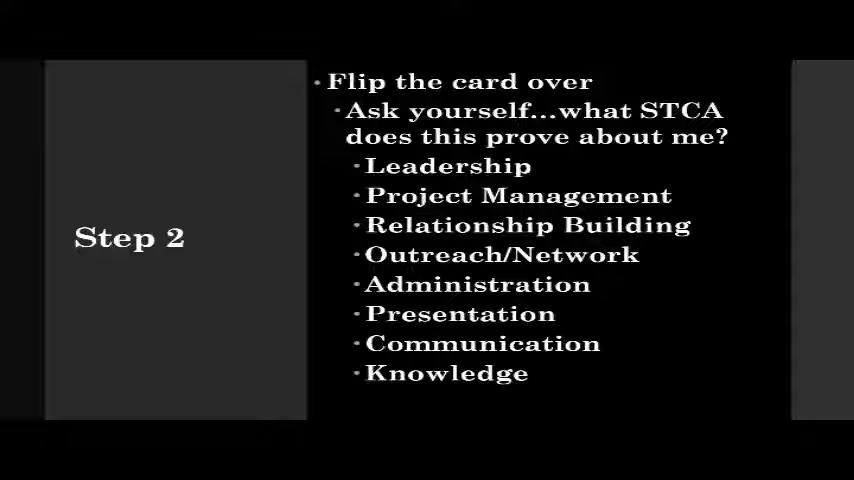 Step 2
• Flip the card over
• Ask yourself...what STCA
does this prove about me?
• Leadership
• Project Management
• Relationship Building
• Outreach/Network
• Administration
• Presentation
• Communication
• Knowledge